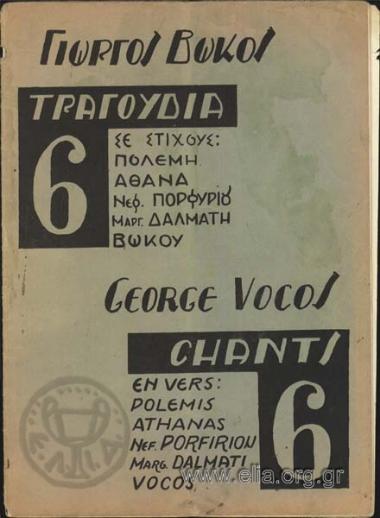 ΓΙΩΡΓΟΣ ΒΩΚΟΣ
ΤΡΑΓΟΥΔΙΑ
6
ΣΕ ΣΤΙΧΟΥΣ:
ΠΟΛΕΜΗ
ΑΘΑΝΑ
ΝΕΦ. ΠΟΡΦΥΡΙΟΥ
ΜΑΡΓ. ΔΑΛΜΑΤΗ
ΒΩΚΟΥ
GEORGE VOCOS
CHANTS
6
EN VERS:
POLEMIS
ATHANAS
NEF. PORFIRION
MARG. DALMATI
VOCOS
www.elia.org.gr
Ε.Λ.Ι.Α